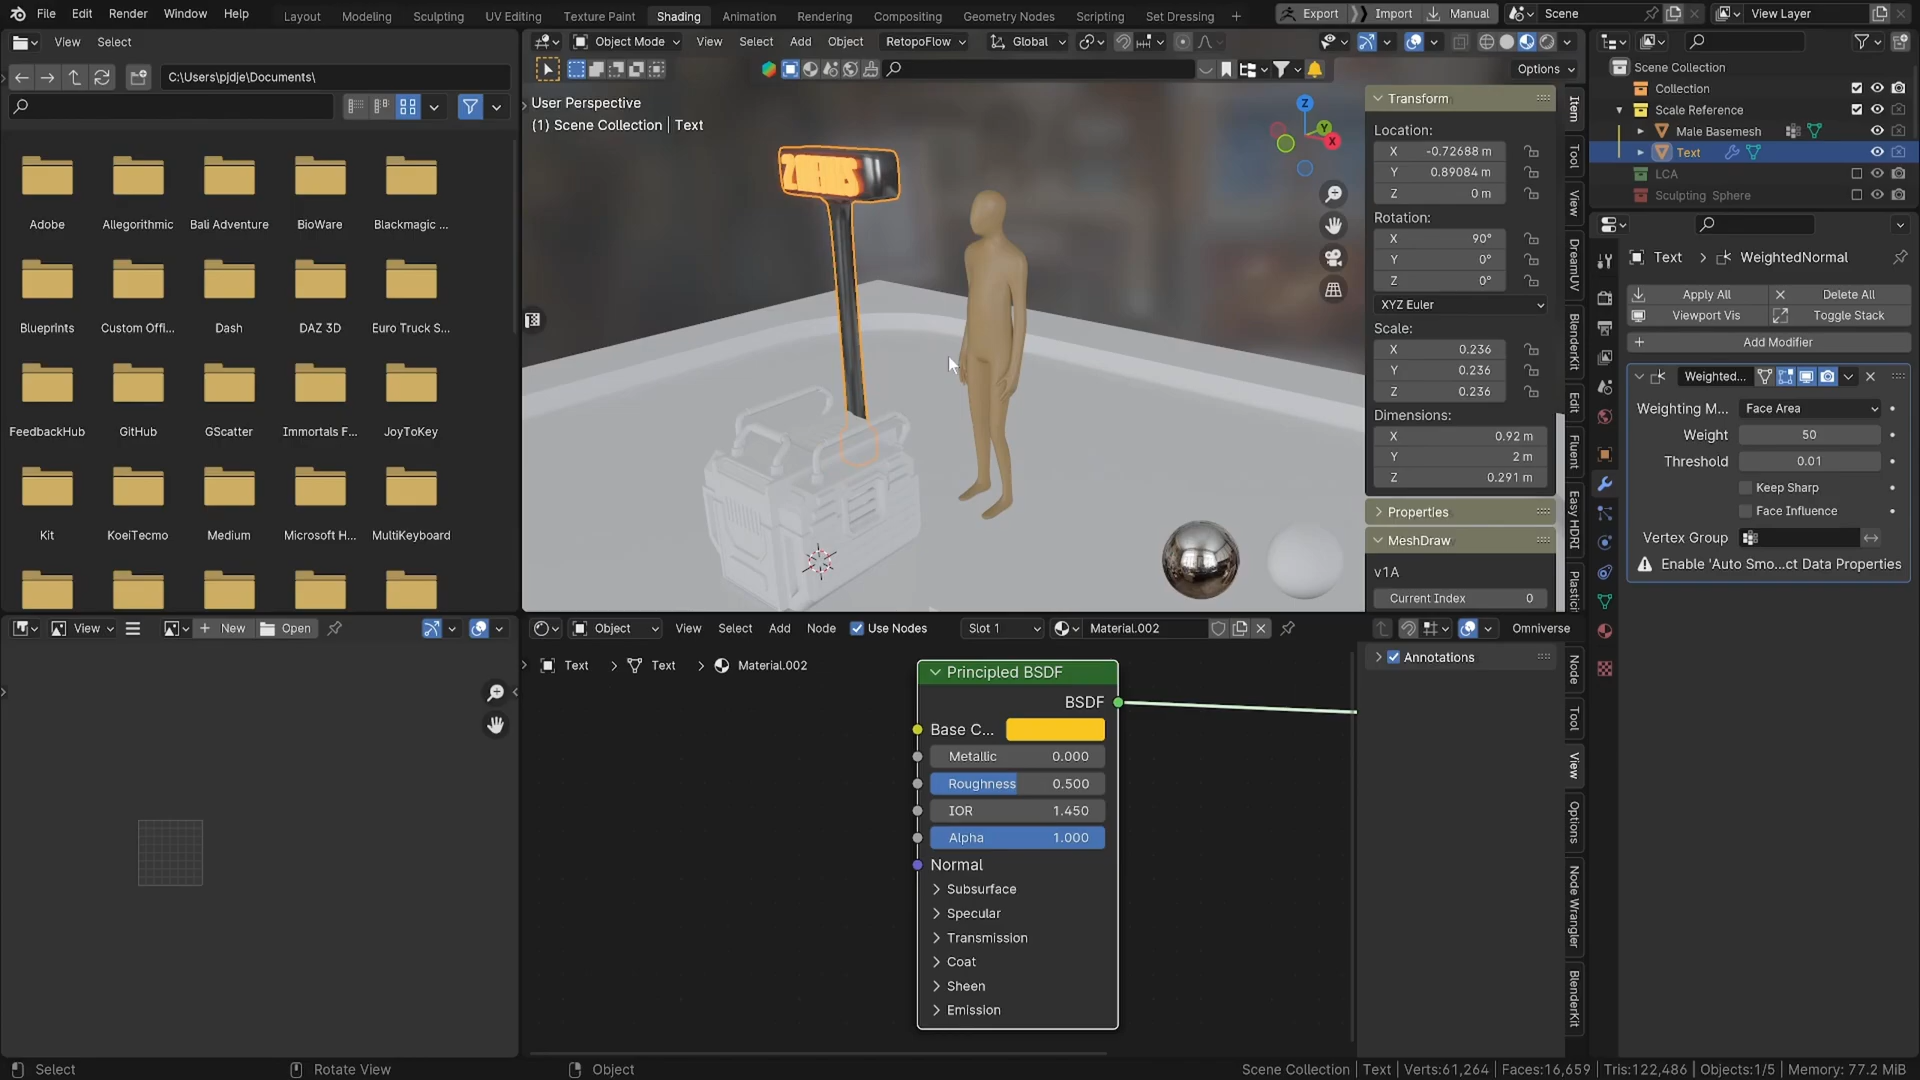 File Edit Render Window Help
Layout Modeling Sculpting UV Editing Texture Paint Shading Animation Rendering Compositing Geometry Nodes Scripting Set Dressing +
Export Import Manual Scene View Layer
View Select
C:\Users\pjdje\Documents\
Adobe Allegorithmic Bali Adventure BioWare Blackmagic ...
Blueprints Custom Offi... Dash DAZ 3D Euro Truck S...
FeedbackHub GitHub GScatter Immortals F... JoyToKey
Kit KoeiTecmo Medium Microsoft H... MultiKeyboard
Object Mode View Select Add Object RetopoFlow Global
Options
User Perspective
(1) Scene Collection | Text
Z
Y
X
Transform
Location:
X -0.72688 m
Y 0.89084 m
Z 0 m
Rotation:
X 90°
Y 0°
Z 0°
XYZ Euler
Scale:
X 0.236
Y 0.236
Z 0.236
Dimensions:
X 0.92 m
Y 2 m
Z 0.291 m
Properties
MeshDraw
v1A
Current Index 0
Item
Tool
View
DreamUV
BlenderKit
Edit
Fluent
Easy HDRI
Plastici
Scene Collection
Collection
Scale Reference
Male Basemesh
Text
LCA
Sculpting Sphere
Text > WeightedNormal
Apply All Delete All
Viewport Vis Toggle Stack
Add Modifier
Weighted...
Weighting M... Face Area
Weight 50
Threshold 0.01
Keep Sharp
Face Influence
Vertex Group
Enable 'Auto Smo...ct Data Properties
View New Open
Object View Select Add Node Use Nodes Slot 1 Material.002 Omniverse
Text > Text > Material.002
Principled BSDF
BSDF
Base C...
Metallic 0.000
Roughness 0.500
IOR 1.450
Alpha 1.000
Normal
Subsurface
Specular
Transmission
Coat
Sheen
Emission
Annotations
Node
Tool
View
Options
Node Wrangler
BlenderKit
Select Rotate View Object
Scene Collection | Text | Verts:61,264 | Faces:16,659 | Tris:122,486 | Objects:1/5 | Memory: 77.2 MiB